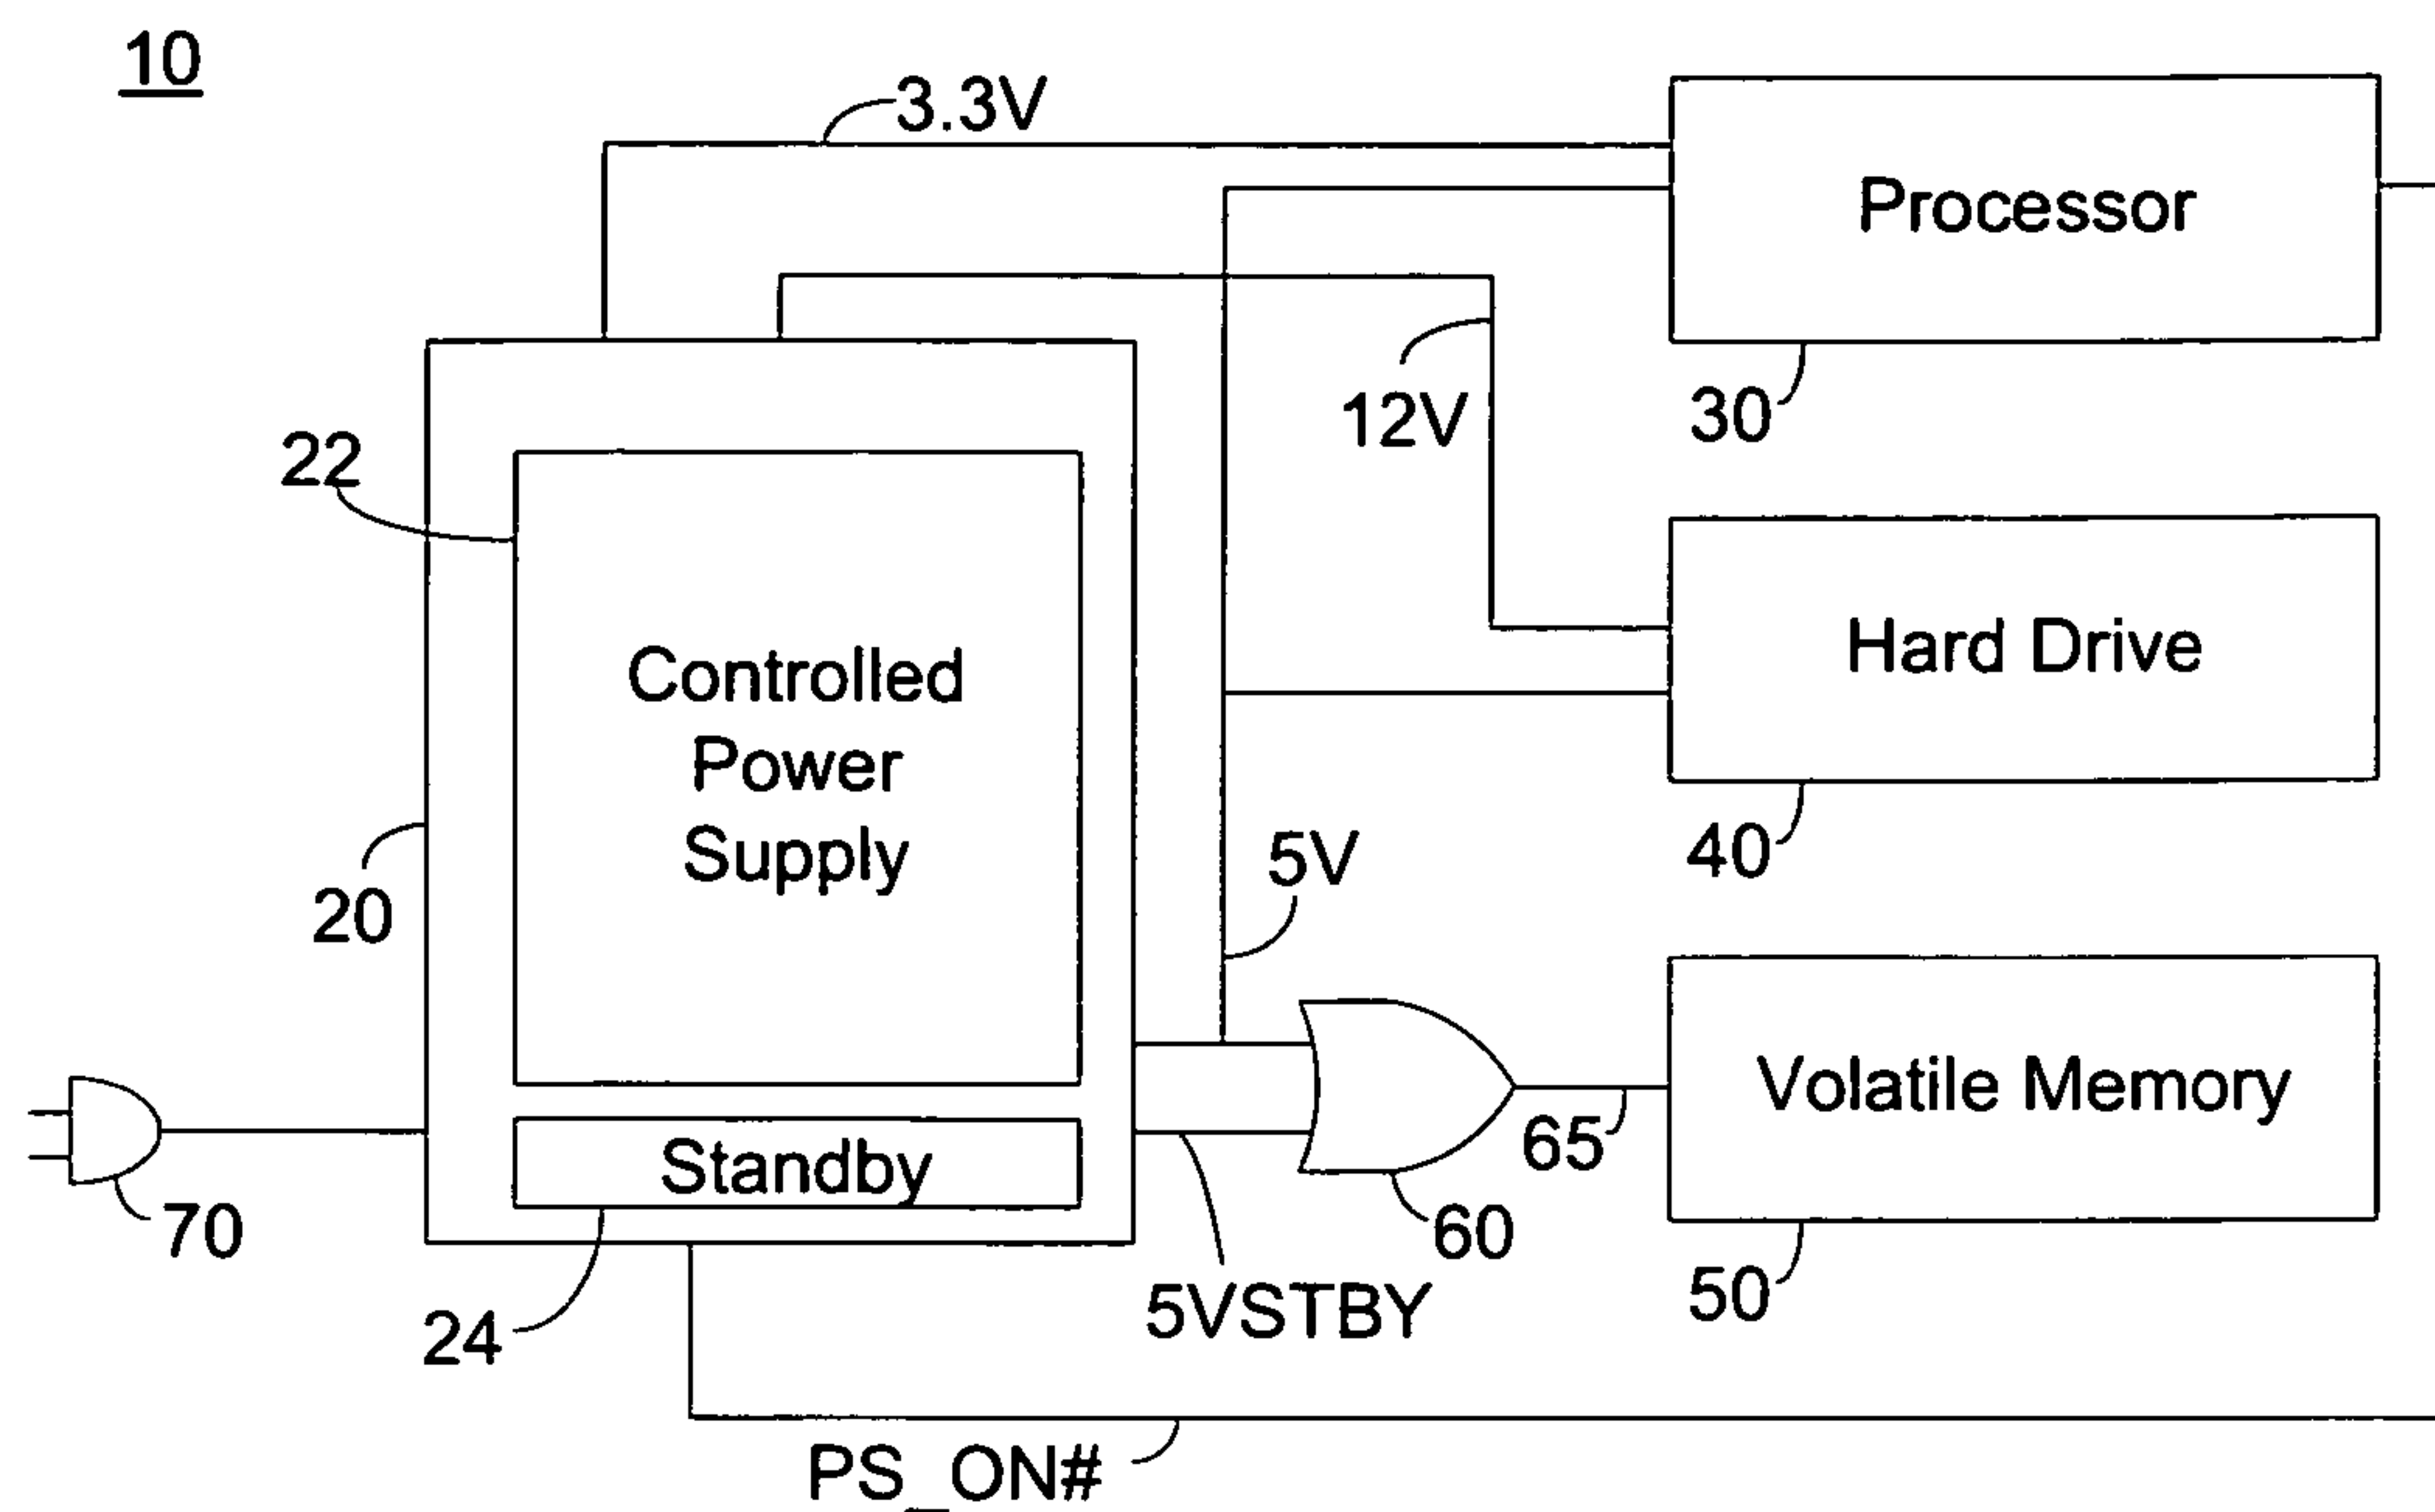 10
3.3V
Processor
12V
30
22
Controlled
Power
Supply
Hard Drive
20
5V
40
Volatile Memory
65
Standby
70
60
50
24
5VSTBY
PS_ON#